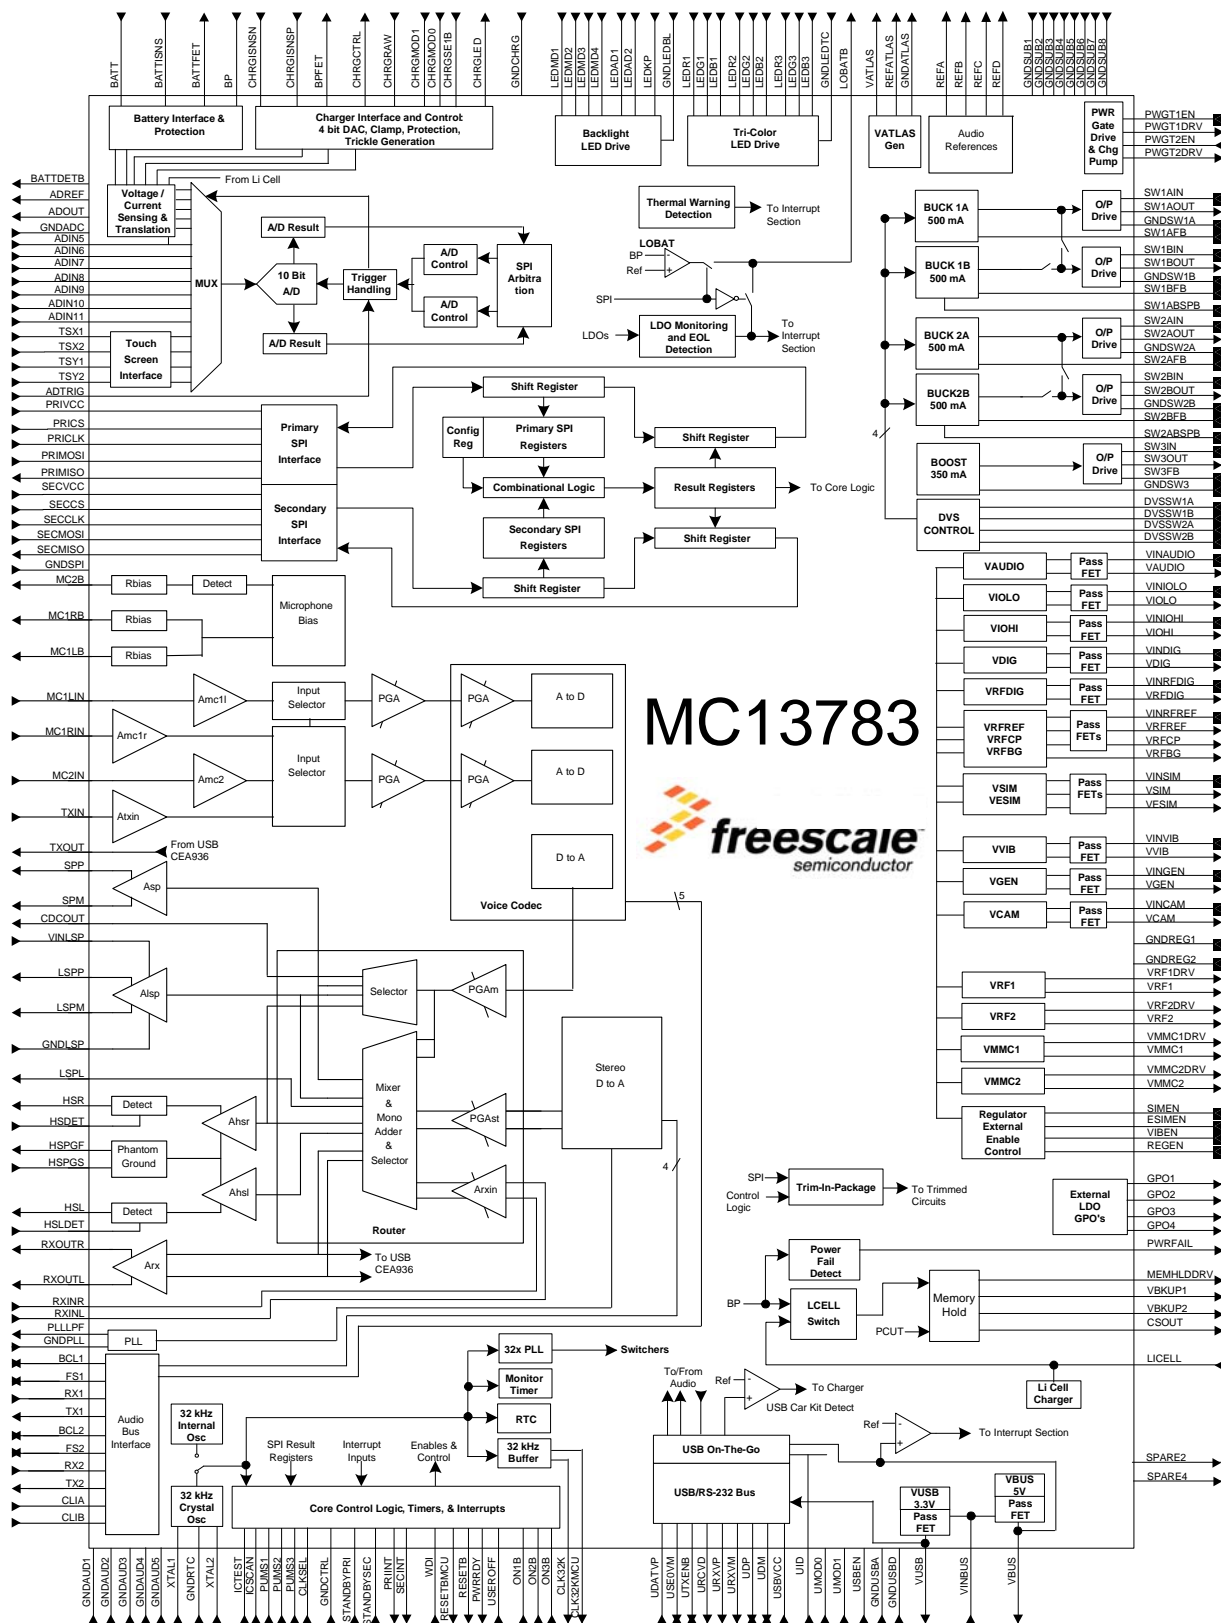 BATT
BATTISNS
BATTFET
BP
CHRGISNSN
CHRGISNSP
BPFET
CHRGCTRL
CHRGRAW
CHRGMOD1
CHRGMOD0
CHRGSE1B
CHRGLED
GNDCHRG
LEDMD1
LEDMD2
LEDMD3
LEDMD4
LEDAD1
LEDAD2
LEDKP
GNDLEDBL
LEDR1
LEDG1
LEDB1
LEDR2
LEDG2
LEDB2
LEDR3
LEDG3
LEDB3
GNDLEDTC
LOBATB
VATLAS
REFATLAS
GNDATLAS
REFA
REFB
REFC
REFD
GNDSUB1
GNDSUB2
GNDSUB3
GNDSUB4
GNDSUB5
GNDSUB6
GNDSUB7
GNDSUB8
Battery Interface &
Protection
Charger Interface and Control:
4 bit DAC, Clamp, Protection,
Trickle Generation
Backlight
LED Drive
Tri-Color
LED Drive
VATLAS
Gen
Audio
References
PWR
Gate
Drive
& Chg
Pump
PWGT1EN
PWGT1DRV
PWGT2EN
PWGT2DRV
BATTDETB
ADREF
ADOUT
GNDADC
ADIN5
ADIN6
ADIN7
ADIN8
ADIN9
ADIN10
ADIN11
TSX1
TSX2
TSY1
TSY2
ADTRIG
Voltage /
Current
Sensing &
Translation
From Li Cell
MUX
Touch
Screen
Interface
A/D Result
10 Bit
A/D
A/D Result
Trigger
Handling
A/D
Control
A/D
Control
SPI
Arbitra
tion
Thermal Warning
Detection
To Interrupt
Section
LOBAT
BP
-
Ref
+
SPI
LDOs
LDO Monitoring
and EOL
Detection
To
Interrupt
Section
BUCK 1A
500 mA
BUCK 1B
500 mA
BUCK 2A
500 mA
BUCK2B
500 mA
BOOST
350 mA
DVS
CONTROL
4
O/P
Drive
O/P
Drive
O/P
Drive
O/P
Drive
O/P
Drive
SW1AIN
SW1AOUT
GNDSW1A
SW1AFB
SW1BIN
SW1BOUT
GNDSW1B
SW1BFB
SW1ABSPB
SW2AIN
SW2AOUT
GNDSW2A
SW2AFB
SW2BIN
SW2BOUT
GNDSW2B
SW2BFB
SW2ABSPB
SW3IN
SW3OUT
SW3FB
GNDSW3
DVSSW1A
DVSSW1B
DVSSW2A
DVSSW2B
PRIVCC
PRICS
PRICLK
PRIMOSI
PRIMISO
SECVCC
SECCS
SECCLK
SECMOSI
SECMISO
GNDSPI
Primary
SPI
Interface
Secondary
SPI
Interface
Shift Register
Config
Reg
Primary SPI
Registers
Combinational Logic
Secondary SPI
Registers
Shift Register
Shift Register
Result Registers
To Core Logic
Shift Register
MC2B
MC1RB
MC1LB
Rbias
Detect
Rbias
Rbias
Microphone
Bias
MC1LIN
MC1RIN
MC2IN
TXIN
TXOUT
Amc1l
Amc1r
Amc2
Atxin
Input
Selector
Input
Selector
PGA
PGA
A to D
PGA
PGA
A to D
D to A
Voice Codec
From USB
CEA936
5
MC13783
freescale
™
semiconductor
VAUDIO
VIOLO
VIOHI
VDIG
VRFDIG
VRFREF
VRFCP
VRFBG
VSIM
VESIM
VVIB
VGEN
VCAM
VRF1
VRF2
VMMC1
VMMC2
Regulator
External
Enable
Control
Pass
FET
Pass
FET
Pass
FET
Pass
FET
Pass
FET
Pass
FETs
Pass
FETs
Pass
FET
Pass
FET
Pass
FET
VINAUDIO
VAUDIO
VINIOLO
VIOLO
VINIOHI
VIOHI
VINDIG
VDIG
VINRFDIG
VRFDIG
VINRFREF
VRFREF
VRFCP
VRFBG
VINSIM
VSIM
VESIM
VINVIB
VVIB
VINGEN
VGEN
VINCAM
VCAM
GNDREG1
GNDREG2
VRF1DRV
VRF1
VRF2DRV
VRF2
VMMC1DRV
VMMC1
VMMC2DRV
VMMC2
SIMEN
ESIMEN
VIBEN
REGEN
SPP
SPM
CDCOUT
VINLSP
LSPP
LSPM
GNDLSP
LSPL
HSR
HSDET
HSPGF
HSPGS
HSL
HSLDET
RXOUTR
RXOUTL
RXINR
RXINL
Asp
Alsp
Detect
Phantom
Ground
Detect
Ahsr
Ahsl
Arx
Selector
PGAm
Mixer
&
Mono
Adder
&
Selector
PGAst
Arxin
Router
Stereo
D to A
4
To USB
CEA936
SPI
Control
Logic
Trim-In-Package
To Trimmed
Circuits
External
LDO
GPO's
GPO1
GPO2
GPO3
GPO4
PWRFAIL
Power
Fail
Detect
BP
LCELL
Switch
PCUT
Memory
Hold
MEMHLDDRV
VBKUP1
VBKUP2
CSOUT
LICELL
Li Cell
Charger
PLLLPF
GNDPLL
BCL1
FS1
RX1
TX1
BCL2
FS2
RX2
TX2
CLIA
CLIB
PLL
Audio
Bus
Interface
32 kHz
Internal
Osc
32 kHz
Crystal
Osc
SPI Result
Registers
Interrupt
Inputs
Enables &
Control
32x PLL
Switchers
Monitor
Timer
RTC
32 kHz
Buffer
Core Control Logic, Timers, & Interrupts
To/From
Audio
Ref
-
+
To Charger
USB Car Kit Detect
USB On-The-Go
USB/RS-232 Bus
Ref
-
+
To Interrupt Section
VUSB
3.3V
Pass
FET
VBUS
5V
Pass
FET
SPARE2
SPARE4
GNDAUD1
GNDAUD2
GNDAUD3
GNDAUD4
GNDAUD5
XTAL1
GNDRTC
XTAL2
ICTEST
ICSCAN
PUMS1
PUMS2
PUMS3
CLKSEL
GNDCTRL
STANDBYPRI
STANDBYSEC
PRIINT
SECINT
WDI
RESETBMCU
RESETB
PWRRDY
USEROFF
ON1B
ON2B
ON3B
CLK32K
CLK32KMCU
UDATVP
USE0VM
UTXENB
URCVD
URXVP
URXVM
UDP
UDM
USBVCC
UID
UMOD0
UMOD1
USBEN
GNDUSBA
GNDUSBD
VUSB
VINBUS
VBUS